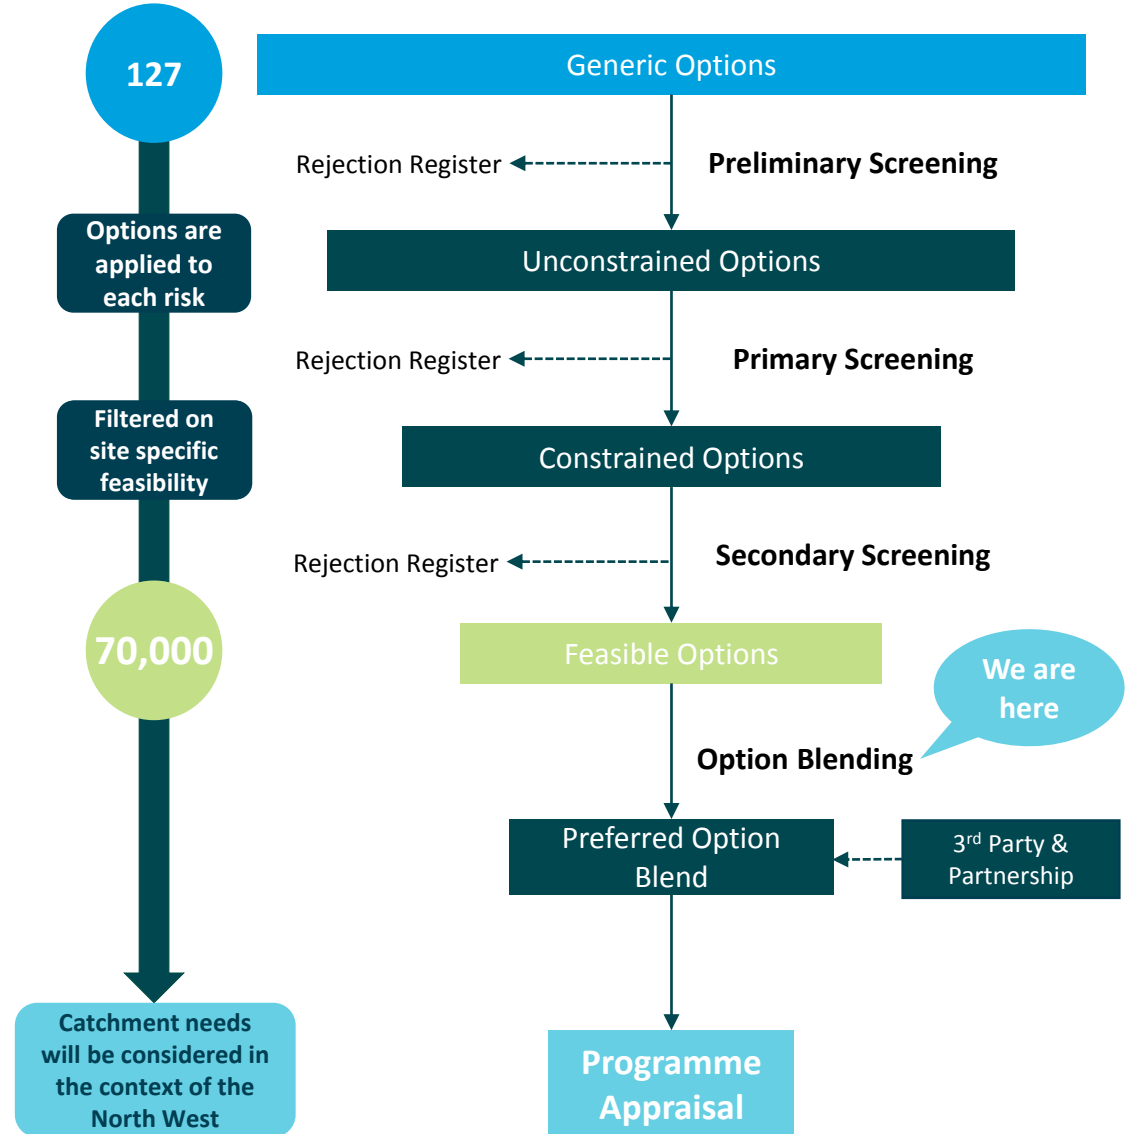 127
Generic Options
Rejection Register
Preliminary Screening
Options are
applied to
each risk
Unconstrained Options
Rejection Register
Primary Screening
Filtered on
site specific
feasibility
Constrained Options
Rejection Register
Secondary Screening
70,000
Feasible Options
We are
here
Option Blending
Preferred Option
Blend
3rd Party &
Partnership
Catchment needs
will be considered in
the context of the
North West
Programme
Appraisal